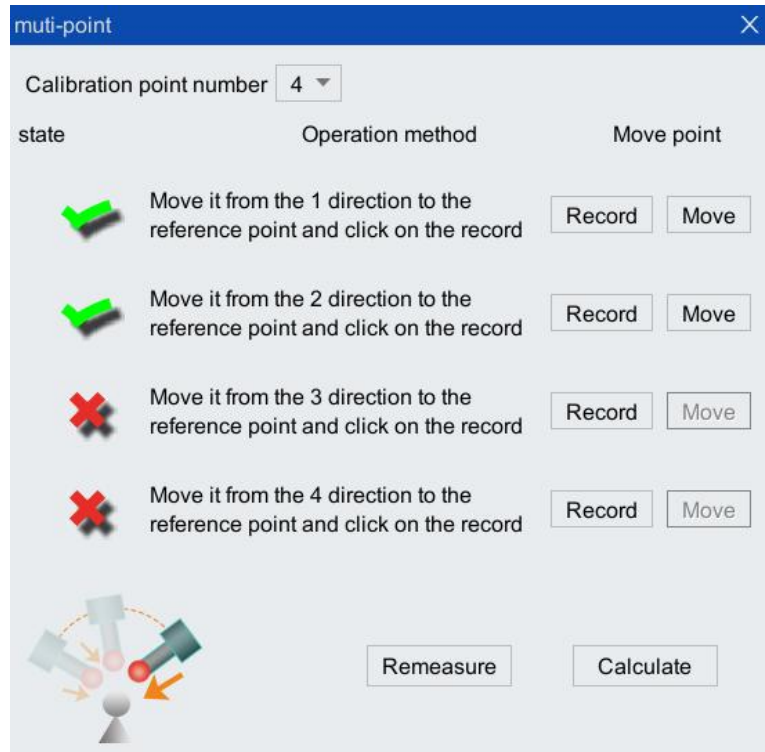 muti-point
Calibration point number 4
state Operation method Move point
Move it from the 1 direction to the
reference point and click on the record
Record Move
Move it from the 2 direction to the
reference point and click on the record
Record Move
Move it from the 3 direction to the
reference point and click on the record
Record Move
Move it from the 4 direction to the
reference point and click on the record
Record Move
Remeasure Calculate